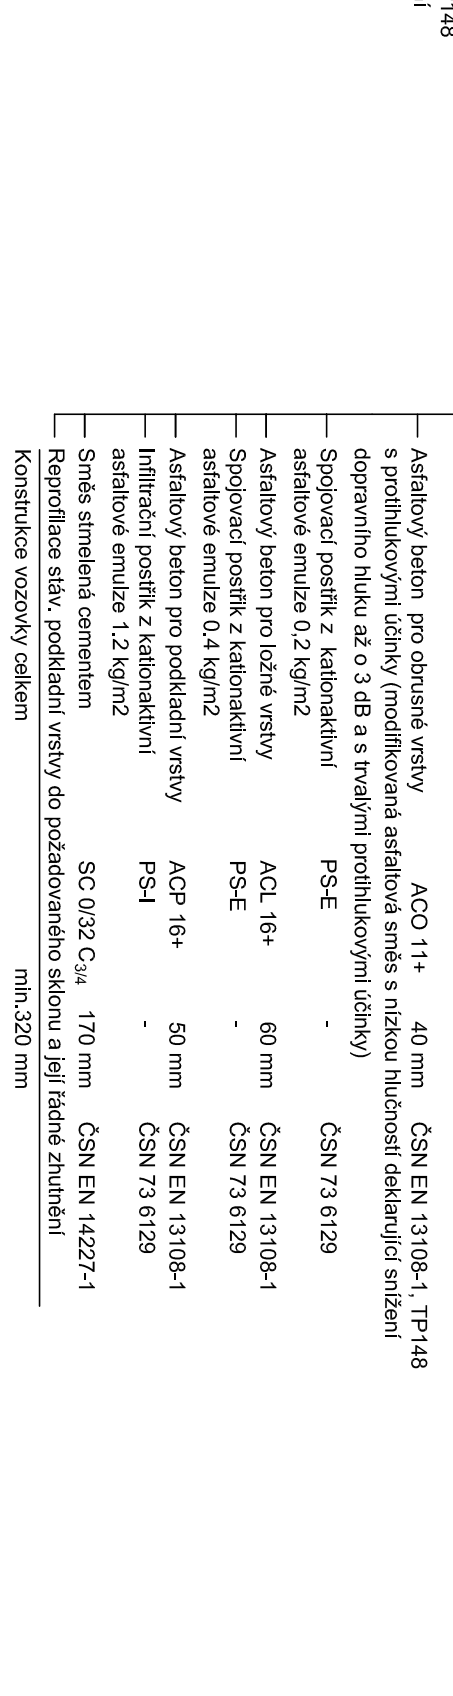 148
í
Asfaltový beton pro obrusné vrstvy ACO 11+ 40 mm ČSN EN 13108-1, TP148
s protihlukovými účinky (modifikovaná asfaltová směs s nízkou hlučností deklarující snížení
dopravního hluku až o 3 dB a s trvalými protihlukovými účinky)
Spojovací postřik z kationaktivní PS-E - ČSN 73 6129
asfaltové emulze 0,2 kg/m2
Asfaltový beton pro ložné vrstvy ACL 16+ 60 mm ČSN EN 13108-1
Spojovací postřik z kationaktivní PS-E - ČSN 73 6129
asfaltové emulze 0.4 kg/m2
Asfaltový beton pro podkladní vrstvy ACP 16+ 50 mm ČSN EN 13108-1
Infiltrační postřik z kationaktivní PS-I - ČSN 73 6129
asfaltové emulze 1.2 kg/m2
Směs stmelená cementem SC 0/32 C3/4 170 mm ČSN EN 14227-1
Reprofilace stáv. podkladní vrstvy do požadovaného sklonu a její řádné zhutnění
Konstrukce vozovky celkem min.320 mm